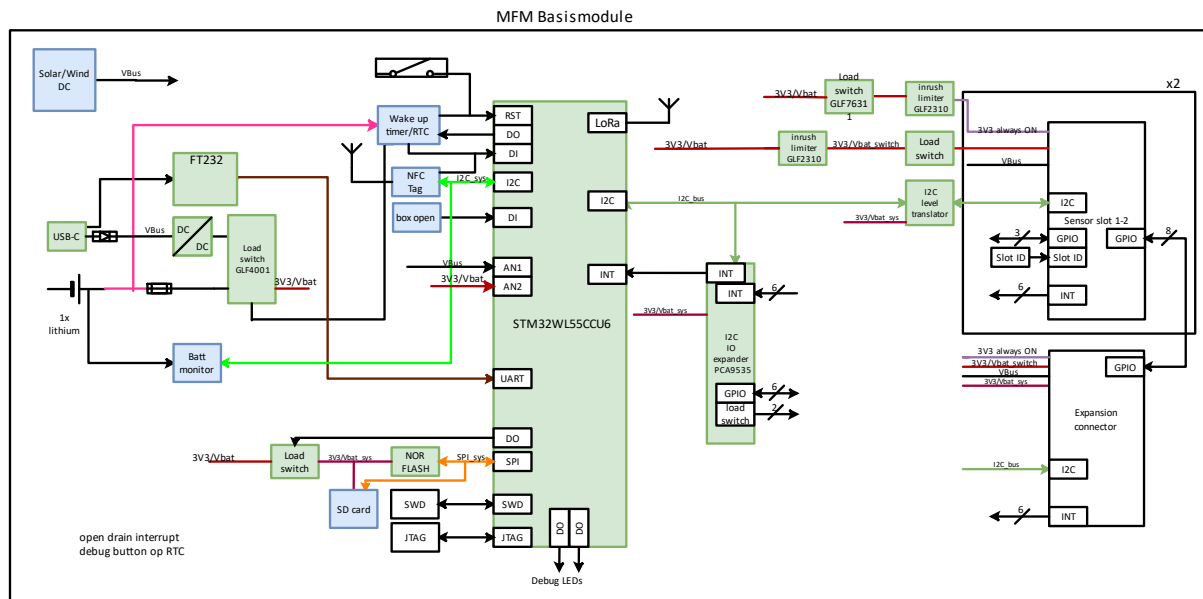 MFM Basismodule
Solar/Wind
DC
VBus
Wake up
timer/RTC
NFC
Tag
box open
FT232
USB-C
VBus
DC
DC
Load
switch
GLF4001
3V3/Vbat
1x
lithium
Batt
monitor
I2C_sys
VBus
3V3/Vbat
RST
DO
DI
I2C
DI
AN1
AN2
UART
DO
SPI
SWD
JTAG
LoRa
I2C
INT
STM32WL55CCU6
DO
DO
Debug LEDs
3V3/Vbat
Load
switch
3V3/Vbat_sys
NOR
FLASH
SPI_sys
SD card
SWD
JTAG
open drain interrupt
debug button op RTC
I2C_bus
3V3/Vbat_sys
INT
INT
6
I2C
IO
expander
PCA9535
GPIO
6
load
switch
2
3V3/Vbat
Load
switch
GLF7631
1
inrush
limiter
GLF2310
3V3/Vbat
inrush
limiter
GLF2310
3V3/Vbat_switch
Load
switch
3V3 always ON
VBus
I2C
level
translator
3V3/Vbat_sys
x2
I2C
Sensor slot 1-2
3
GPIO
GPIO
8
Slot ID
Slot ID
6
INT
3V3 always ON
3V3/Vbat_switch
VBus
3V3/Vbat_sys
GPIO
Expansion
connector
I2C_bus
I2C
6
INT